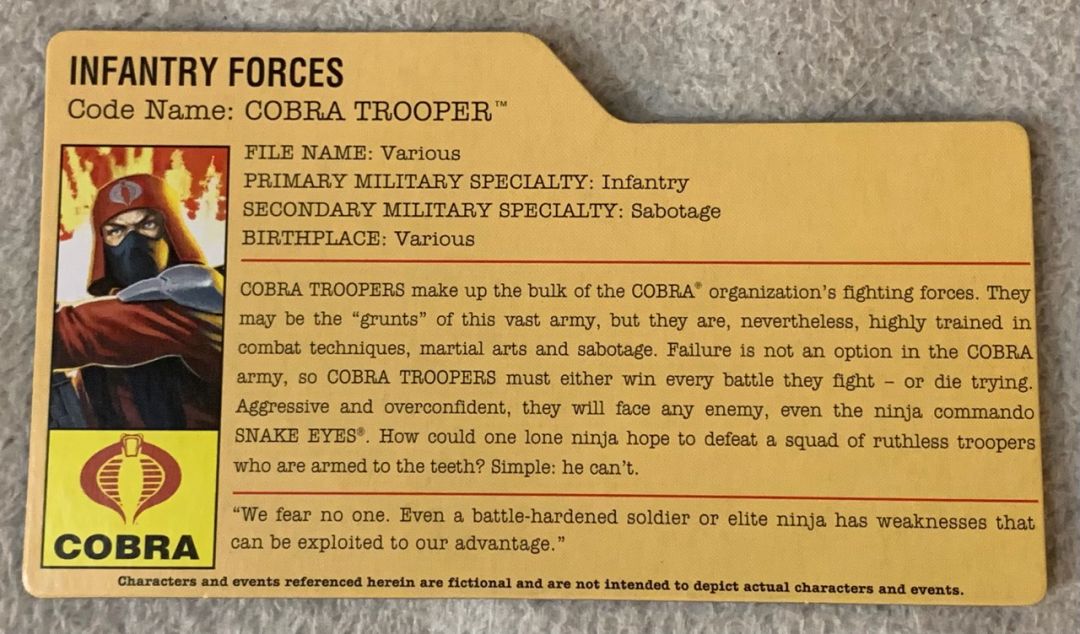 INFANTRY FORCES
Code Name: COBRA TROOPER™
FILE NAME: Various
PRIMARY MILITARY SPECIALTY: Infantry
SECONDARY MILITARY SPECIALTY: Sabotage
BIRTHPLACE: Various
COBRA TROOPERS make up the bulk of the COBRA® organization's fighting forces. They
may be the “grunts” of this vast army, but they are, nevertheless, highly trained in
combat techniques, martial arts and sabotage. Failure is not an option in the COBRA
army, so COBRA TROOPERS must either win every battle they fight – or die trying.
Aggressive and overconfident, they will face any enemy, even the ninja commando
SNAKE EYES®. How could one lone ninja hope to defeat a squad of ruthless troopers
who are armed to the teeth? Simple: he can't.
“We fear no one. Even a battle-hardened soldier or elite ninja has weaknesses that
can be exploited to our advantage.”
COBRA
Characters and events referenced herein are fictional and are not intended to depict actual characters and events.